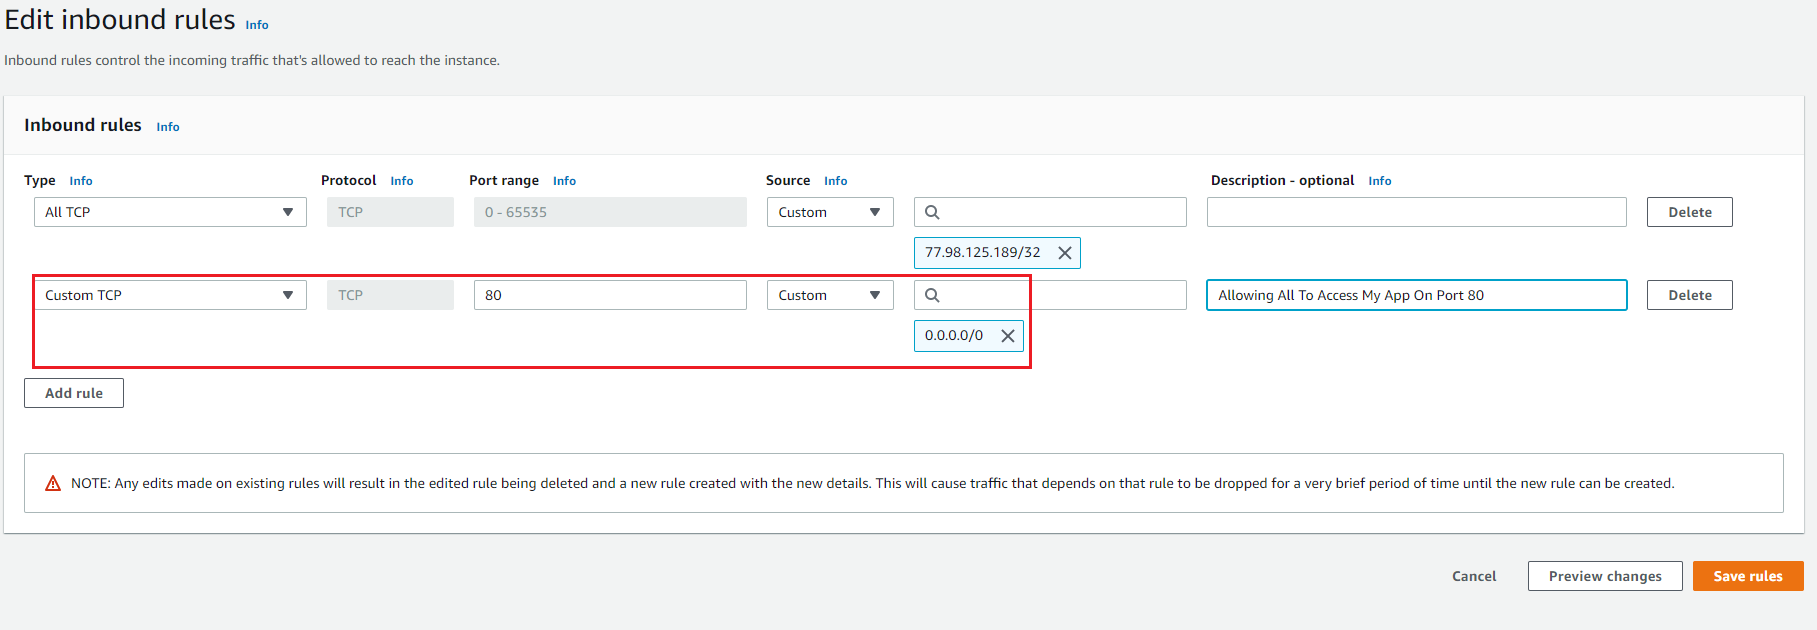 Edit inbound rules Info
Inbound rules control the incoming traffic that's allowed to reach the instance.
Inbound rules Info
Type Info Protocol Info Port range Info Source Info Description - optional Info
All TCP TCP 0 - 65535 Custom Delete
77.98.125.189/32
Custom TCP TCP 80 Custom Allowing All To Access My App On Port 80 Delete
0.0.0.0/0
Add rule
NOTE: Any edits made on existing rules will result in the edited rule being deleted and a new rule created with the new details. This will cause traffic that depends on that rule to be dropped for a very brief period of time until the new rule can be created.
Cancel Preview changes Save rules